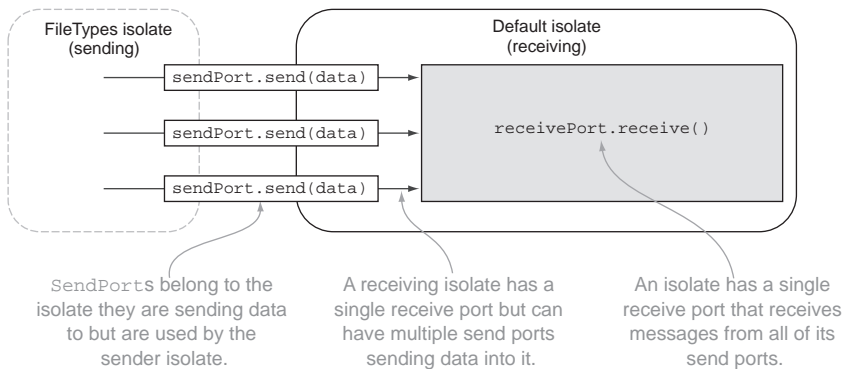 FileTypes isolate
(sending)
Default isolate
(receiving)
sendPort.send(data)
sendPort.send(data)
sendPort.send(data)
receivePort.receive()
SendPorts belong to the
isolate they are sending data
to but are used by the
sender isolate.
A receiving isolate has a
single receive port but can
have multiple send ports
sending data into it.
An isolate has a single
receive port that receives
messages from all of its
send ports.